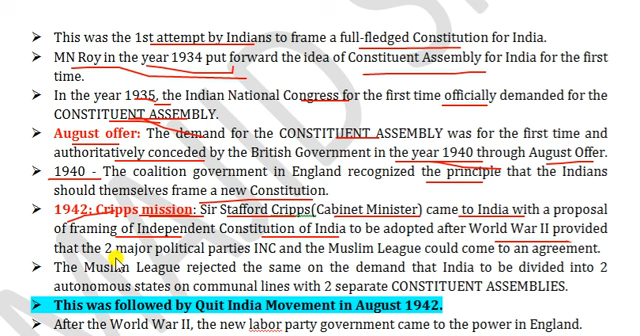 ➤ This was the 1st attempt by Indians to frame a full-fledged Constitution for India.
➤ MN Roy in the year 1934 put forward the idea of Constituent Assembly for India for the first
time.
➤ In the year 1935, the Indian National Congress for the first time officially demanded for the
CONSTITUENT ASSEMBLY.
➤ August offer: The demand for the CONSTITUENT ASSEMBLY was for the first time and
authoritatively conceded by the British Government in the year 1940 through August Offer.
➤ 1940 - The coalition government in England recognized the principle that the Indians
should themselves frame a new Constitution.
➤ 1942: Cripps mission: Sir Stafford Cripps(Cabinet Minister) came to India with a proposal
of framing of Independent Constitution of India to be adopted after World War II provided
that the 2 major political parties INC and the Muslim League could come to an agreement.
➤ The Muslim League rejected the same on the demand that India to be divided into 2
autonomous states on communal lines with 2 separate CONSTITUENT ASSEMBLIES.
➤ This was followed by Quit India Movement in August 1942.
➤ After the World War II, the new labor party government came to the power in England.